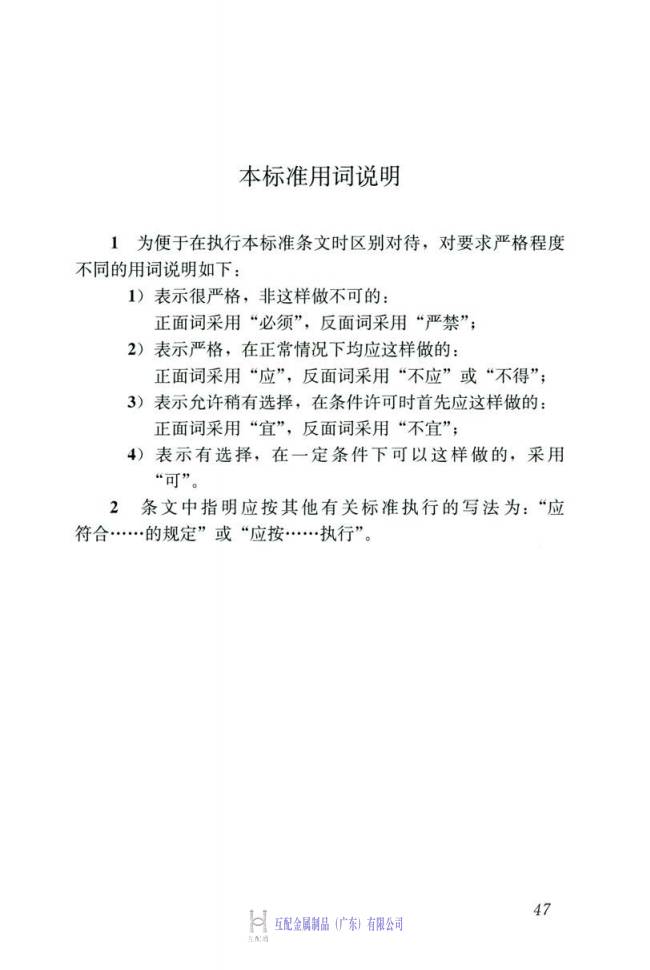 本标准用词说明
1 为便于在执行本标准条文时区别对待，对要求严格程度
不同的用词说明如下：
1）表示很严格，非这样做不可的：
正面词采用“必须”，反面词采用“严禁”；
2）表示严格，在正常情况下均应这样做的：
正面词采用“应”，反面词采用“不应”或“不得”；
3）表示允许稍有选择，在条件许可时首先应这样做的：
正面词采用“宜”，反面词采用“不宜”；
4）表示有选择，在一定条件下可以这样做的，采用
“可”。
2 条文中指明应按其他有关标准执行的写法为：“应
符合……的规定”或“应按……执行”。
47
互配金属制品（广东）有限公司